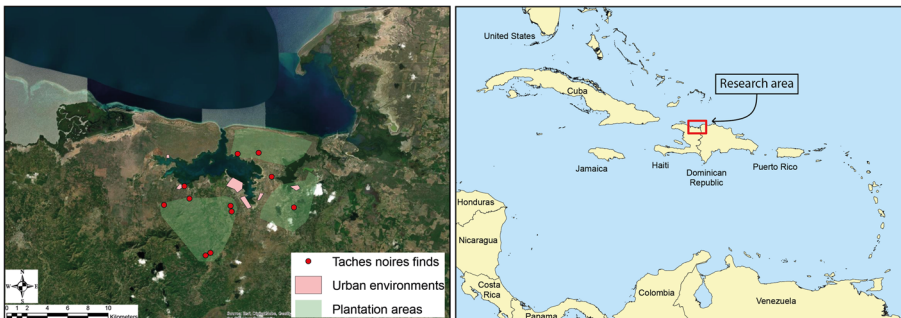 Taches noires finds
Urban environments
Plantation areas
N
W
E
S
0 2 4 6 8 10
Kilometers
United States
Cuba
Research area
Jamaica
Haiti
Dominican
Republic
Puerto Rico
Honduras
Nicaragua
Costa
Rica
Panama
Colombia
Venezuela